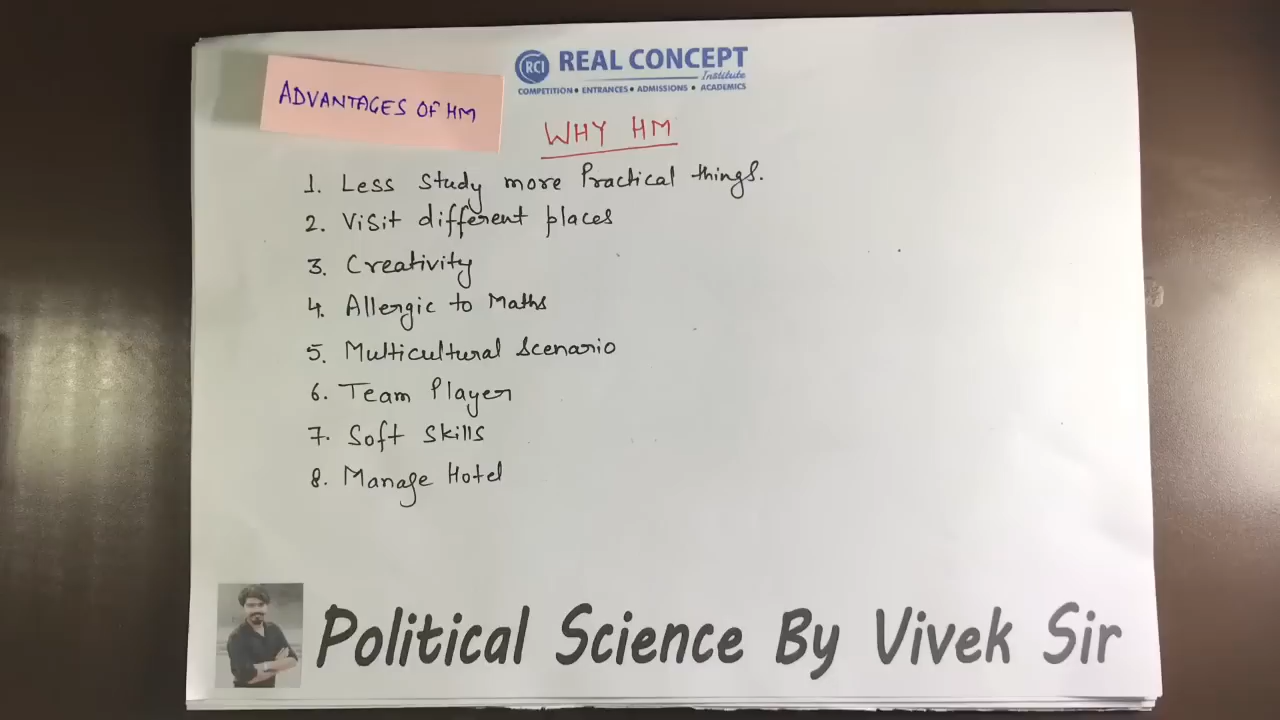 ADVANTAGES OF HM
RCI REAL CONCEPT
Institute
COMPETITION • ENTRANCES • ADMISSIONS • ACADEMICS
WHY HM
1. Less Study more Practical things.
2. Visit different places
3. Creativity
4. Allergic to Maths
5. Multicultural Scenario
6. Team Player
7. Soft Skills
8. Manage Hotel
Political Science By Vivek Sir